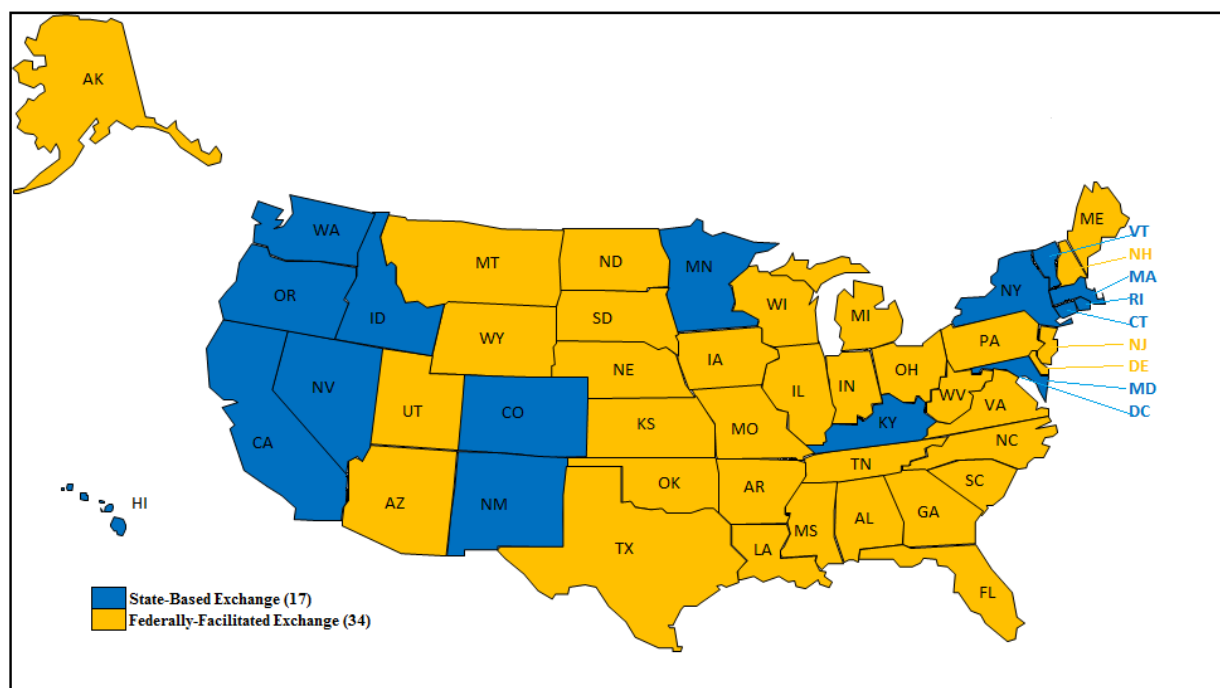 AK
WA
MT
ND
MN
ME
VT
NH
OR
ID
SD
WI
MI
NY
MA
RI
WY
CT
PA
NJ
IA
NE
OH
DE
NV
IL
IN
WV
MD
UT
CO
VA
DC
KS
MO
KY
CA
NC
TN
OK
AR
SC
HI
AZ
NM
GA
MS
AL
TX
LA
FL
State-Based Exchange (17)
Federally-Facilitated Exchange (34)